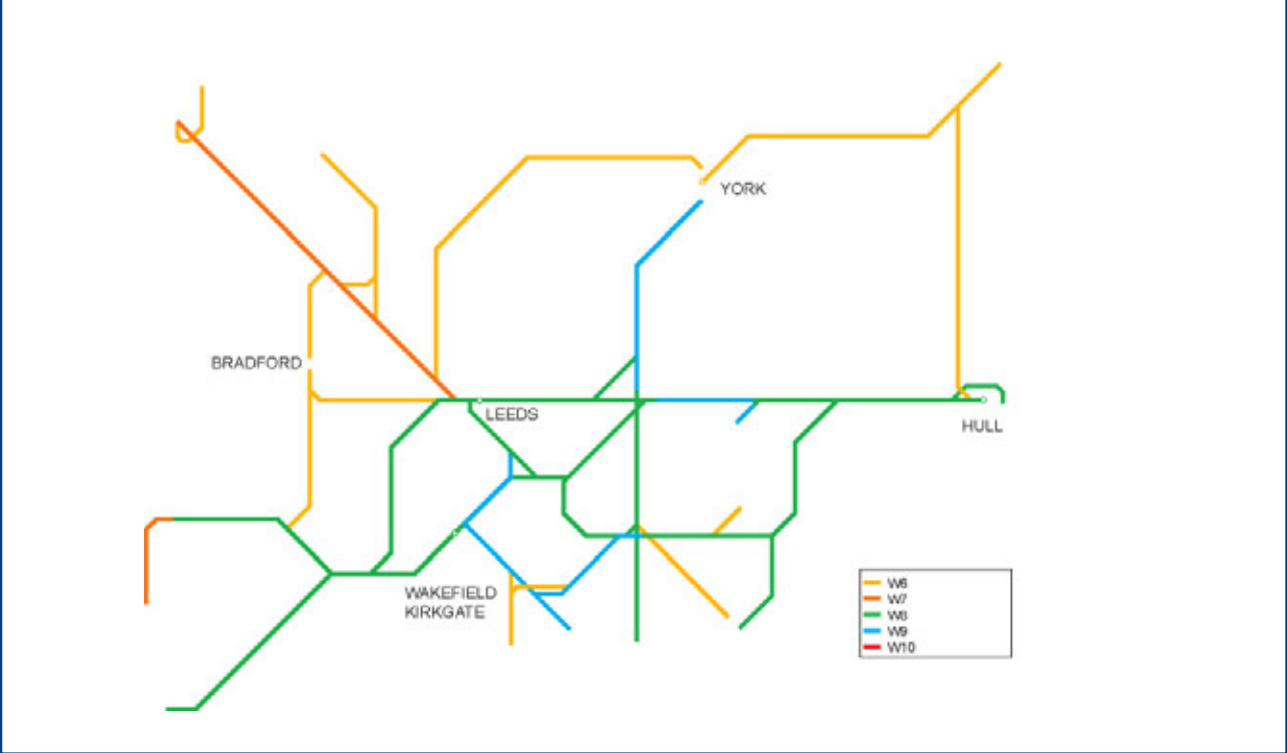 YORK
BRADFORD
LEEDS
HULL
WAKEFIELD
KIRKGATE
W6
W7
W8
W9
W10